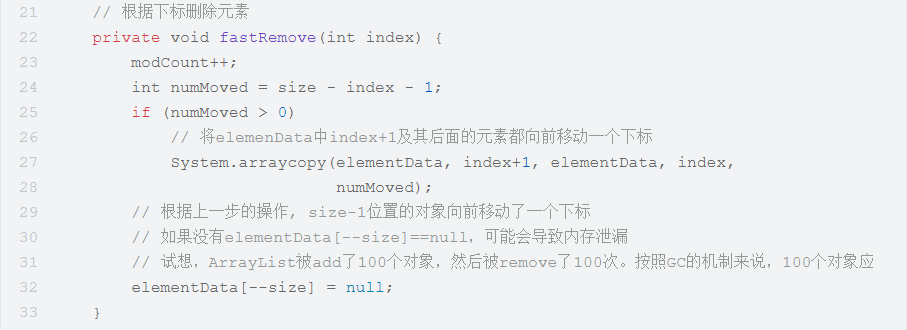 21 // 根据下标删除元素
22 private void fastRemove(int index) {
23 modCount++;
24 int numMoved = size - index - 1;
25 if (numMoved > 0)
26 // 将elemenData中index+1及其后面的元素都向前移动一个下标
27 System.arraycopy(elementData, index+1, elementData, index,
28 numMoved);
29 // 根据上一步的操作, size-1位置的对象向前移动了一个下标
30 // 如果没有elementData[--size]==null，可能会导致内存泄漏
31 // 试想，ArrayList被add了100个对象，然后被remove了100次。按照GC的机制来说，100个对象应
32 elementData[--size] = null;
33 }